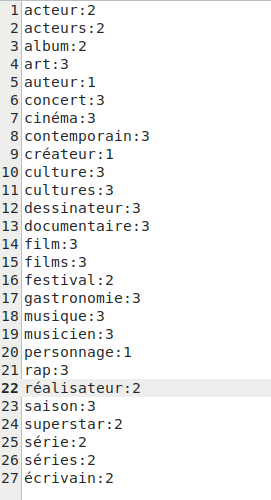 1 acteur:2
2 acteurs:2
3 album:2
4 art:3
5 auteur:1
6 concert:3
7 cinéma:3
8 contemporain:3
9 créateur:1
10 culture:3
11 cultures:3
12 dessinateur:3
13 documentaire:3
14 film:3
15 films:3
16 festival:2
17 gastronomie:3
18 musique:3
19 musicien:3
20 personnage:1
21 rap:3
22 réalisateur:2
23 saison:3
24 superstar:2
25 série:2
26 séries:2
27 écrivain:2